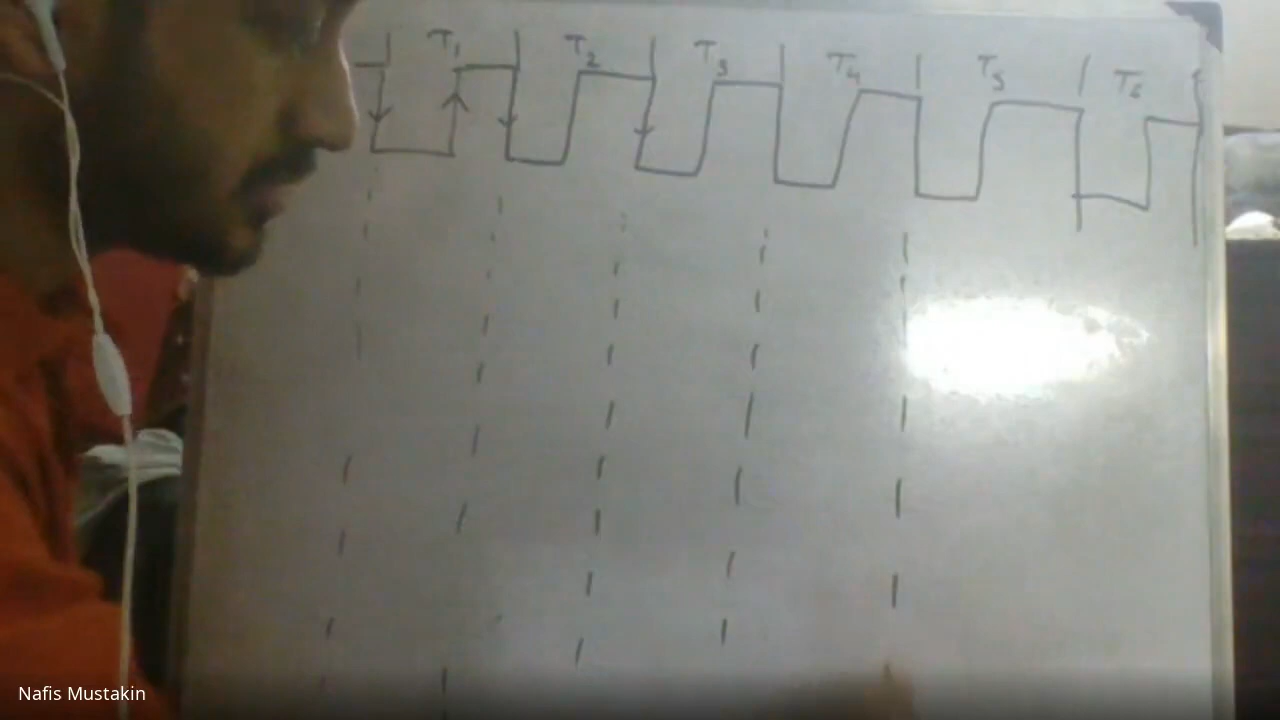 T₁ T₂ T₃ T₄ T₅ T₆
Nafis Mustakin